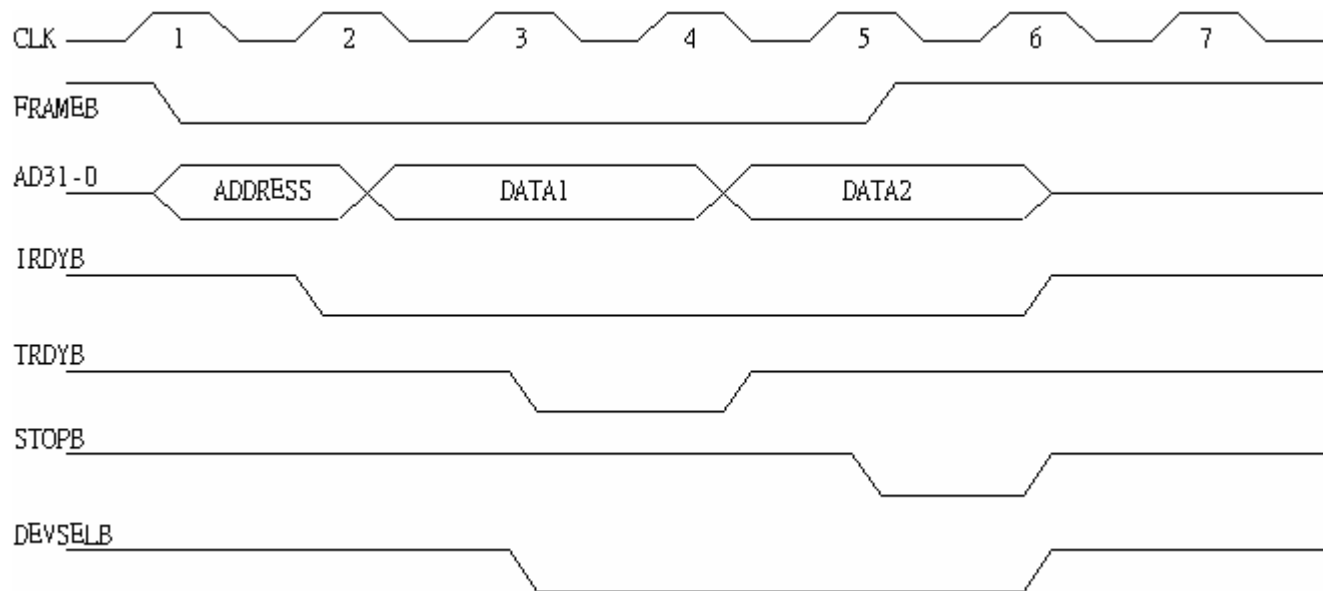 CLK 1 2 3 4 5 6 7
FRAMEB
AD31-0 ADDRESS DATA1 DATA2
IRDYB
TRDYB
STOPB
DEVSELB